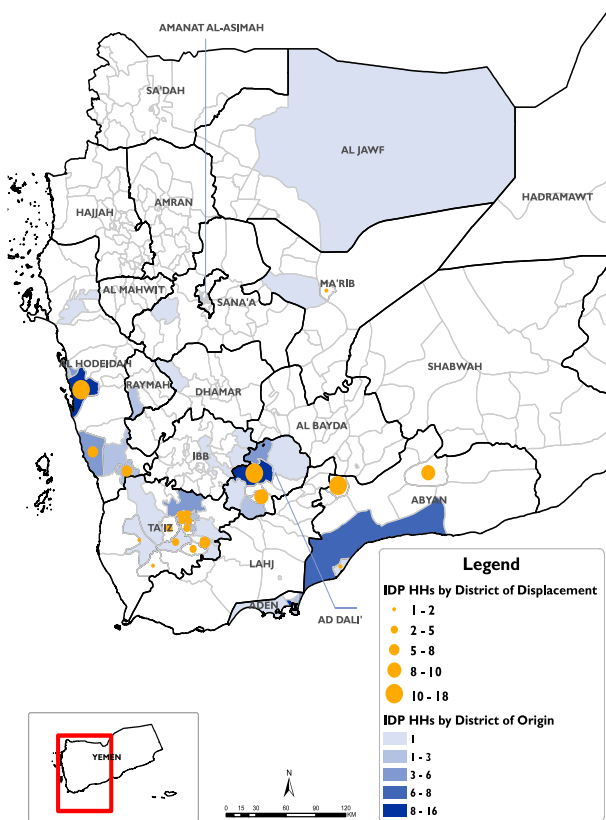 AMANAT AL-ASIMAH
SA'DAH
AL JAWF
HADRAMAWT
AMRAN
HAJJAH
MA'RIB
AL MAHWIT
SANA'A
AL HODEIDAH
SHABWAH
RAYMAH
DHAMAR
AL BAYDA
IBB
ABYAN
TA'IZ
LAHJ
ADEN
AD DALI'
Legend
IDP HHs by District of Displacement
1 - 2
2 - 5
5 - 8
8 - 10
10 - 18
IDP HHs by District of Origin
1
1 - 3
3 - 6
6 - 8
8 - 16
YEMEN
N
0 15 30 60 90 120
KM